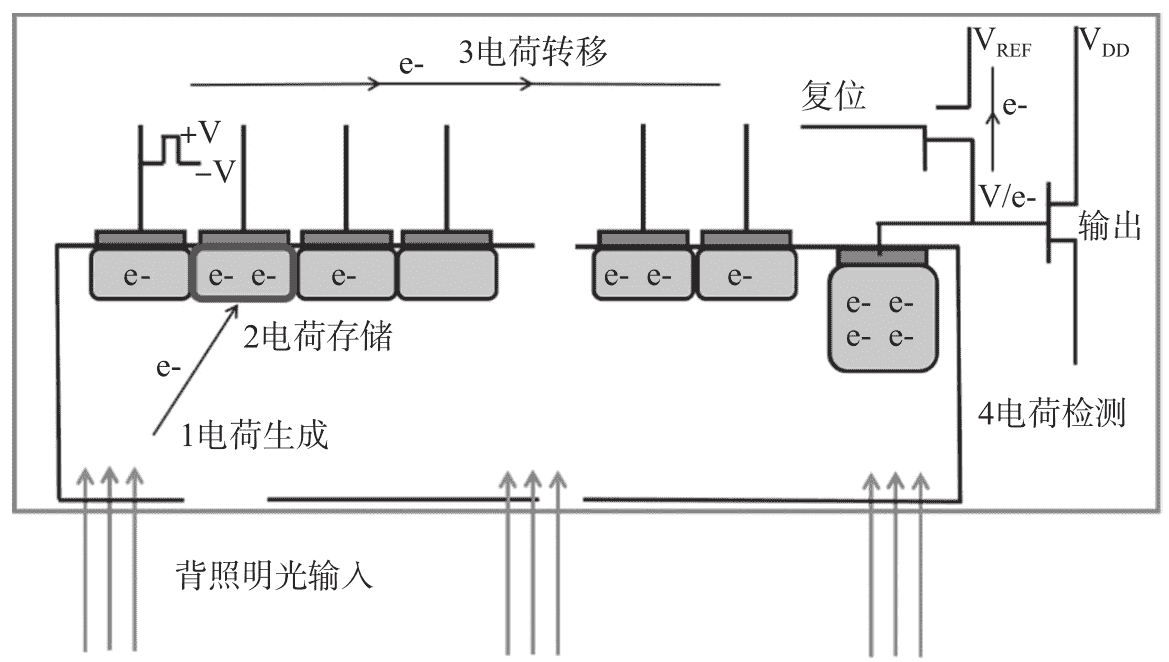 3电荷转移
e-
VREF
VDD
复位
e-
+V
−V
V/e-
输出
e-
e- e-
e-
e- e-
e-
e- e-
e- e-
2电荷存储
e-
1电荷生成
4电荷检测
背照明光输入